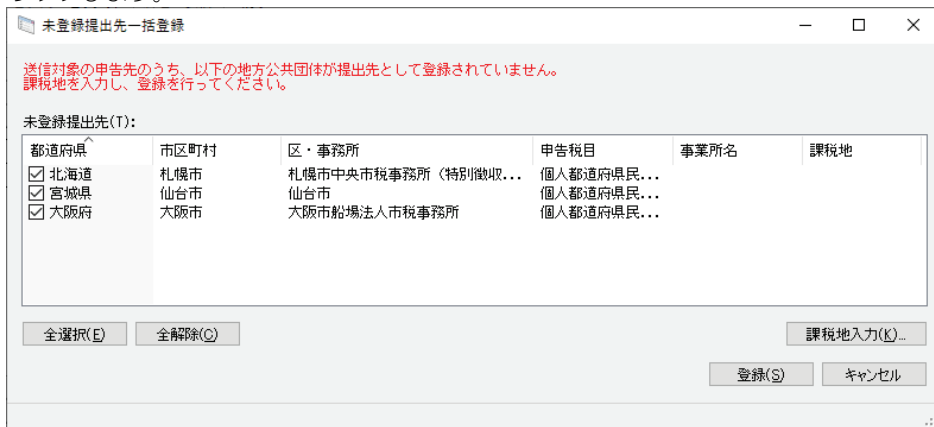 未登録提出先一括登録
送信対象の申告先のうち、以下の地方公共団体が提出先として登録されていません。
課税地を入力し、登録を行ってください。
未登録提出先(T):
都道府県 市区町村 区・事務所 申告税目 事業所名 課税地
北海道 札幌市 札幌市中央市税事務所（特別徴収... 個人都道府県民...
宮城県 仙台市 仙台市 個人都道府県民...
大阪府 大阪市 大阪市船場法人市税事務所 個人都道府県民...
全選択(E) 全解除(C) 課税地入力(K)...
登録(S) キャンセル